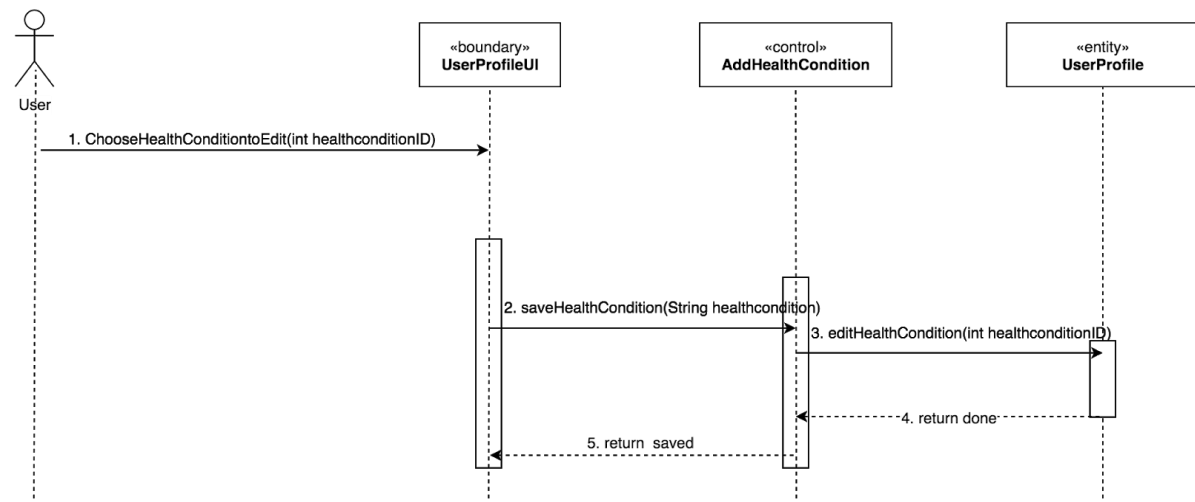 User
«boundary»
UserProfileUI
«control»
AddHealthCondition
«entity»
UserProfile
1. ChooseHealthConditiontoEdit(int healthconditionID)
2. saveHealthCondition(String healthcondition)
3. editHealthCondition(int healthconditionID)
4. return done
5. return  saved